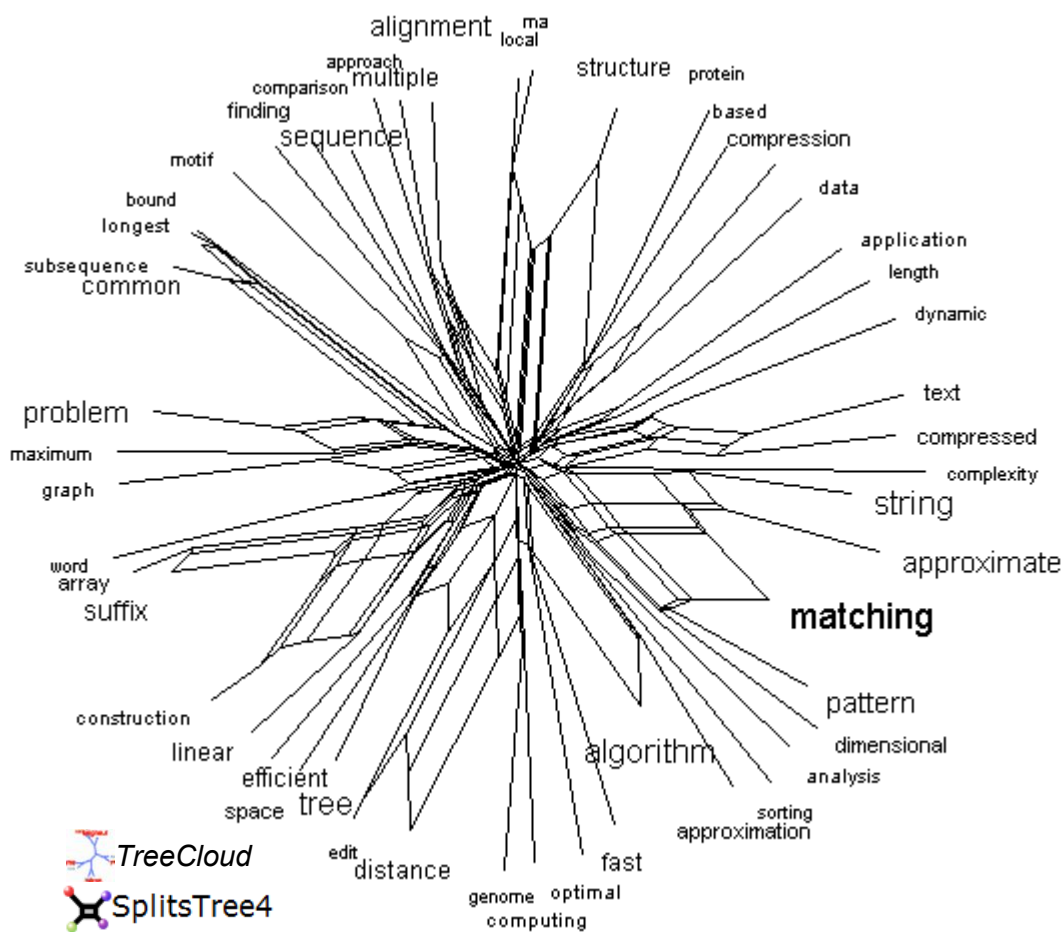 alignment
ma
local
structure
protein
approach
multiple
comparison
finding
sequence
based
compression
motif
data
bound
longest
subsequence
common
application
length
dynamic
problem
text
maximum
compressed
graph
complexity
string
word
array
suffix
approximate
matching
construction
pattern
linear
algorithm
dimensional
efficient
analysis
space
tree
sorting
approximation
edit
distance
fast
genome
optimal
computing
TreeCloud
SplitsTree4